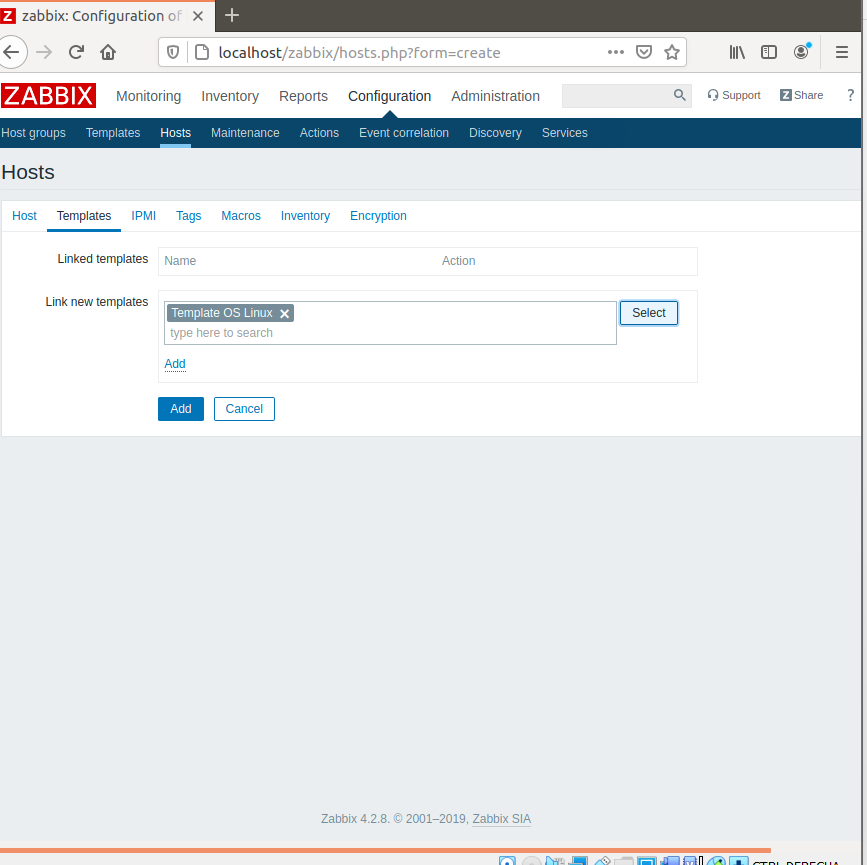 Z zabbix: Configuration of
localhost/zabbix/hosts.php?form=create
ZABBIX Monitoring Inventory Reports Configuration Administration Support Z Share ?
Host groups Templates Hosts Maintenance Actions Event correlation Discovery Services
Hosts
Host Templates IPMI Tags Macros Inventory Encryption
Linked templates Name Action
Link new templates Template OS Linux Select
type here to search
Add
Add Cancel
Zabbix 4.2.8. © 2001–2019, Zabbix SIA
CTRL DERECHA